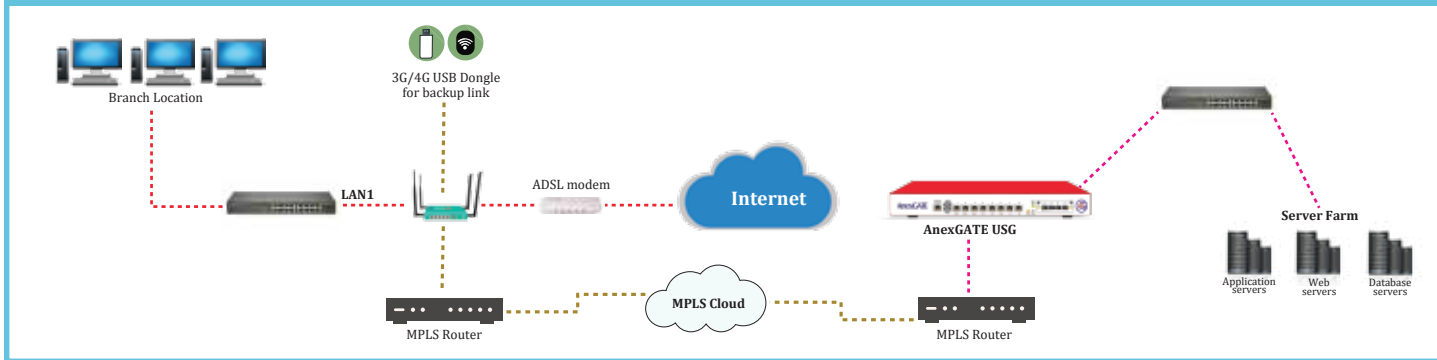 3G/4G USB Dongle
for backup link
Branch Location
LAN1
ADSL modem
Internet
AnexGATE
AnexGATE USG
Server Farm
Application
servers
Web
servers
Database
servers
MPLS Cloud
MPLS Router
MPLS Router